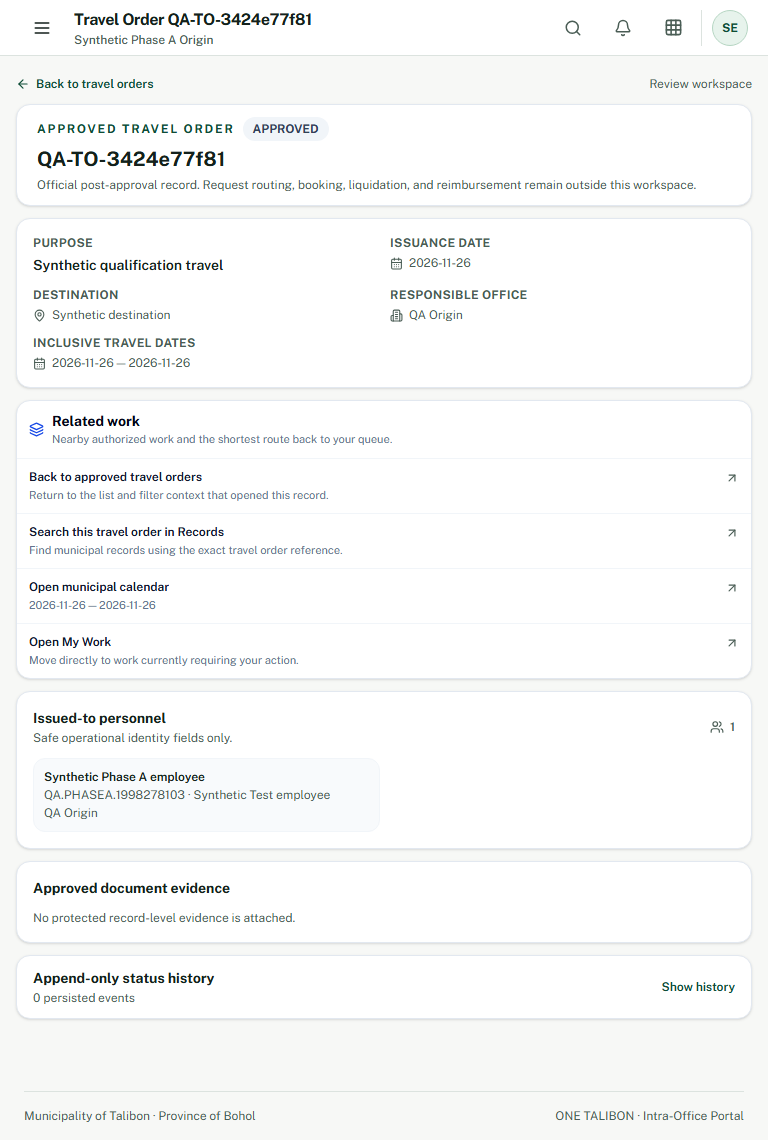 Travel Order QA-TO-3424e77f81
Synthetic Phase A Origin
SE
Back to travel orders
Review workspace
APPROVED TRAVEL ORDER
APPROVED
QA-TO-3424e77f81
Official post-approval record. Request routing, booking, liquidation, and reimbursement remain outside this workspace.
PURPOSE
Synthetic qualification travel
ISSUANCE DATE
2026-11-26
DESTINATION
Synthetic destination
RESPONSIBLE OFFICE
QA Origin
INCLUSIVE TRAVEL DATES
2026-11-26 — 2026-11-26
Related work
Nearby authorized work and the shortest route back to your queue.
Back to approved travel orders
Return to the list and filter context that opened this record.
Search this travel order in Records
Find municipal records using the exact travel order reference.
Open municipal calendar
2026-11-26 — 2026-11-26
Open My Work
Move directly to work currently requiring your action.
Issued-to personnel
Safe operational identity fields only.
1
Synthetic Phase A employee
QA.PHASEA.1998278103 · Synthetic Test employee
QA Origin
Approved document evidence
No protected record-level evidence is attached.
Append-only status history
0 persisted events
Show history
Municipality of Talibon · Province of Bohol
ONE TALIBON · Intra-Office Portal